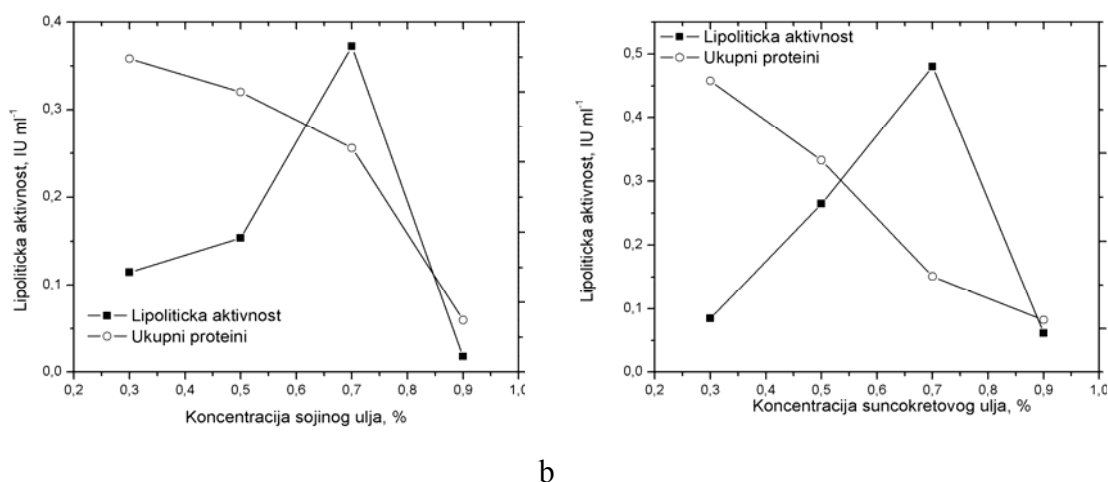 0,4
0,3
0,2
0,1
0,0
Lipoliticka aktivnost, IU ml-1
Lipoliticka aktivnost
Ukupni proteini
0,2 0,3 0,4 0,5 0,6 0,7 0,8 0,9 1,0
Koncentracija sojinog ulja, %
0,5
0,4
0,3
0,2
0,1
0,0
Lipoliticka aktivnost, IU ml-1
Lipoliticka aktivnost
Ukupni proteini
0,2 0,3 0,4 0,5 0,6 0,7 0,8 0,9 1,0
Koncentracija suncokretovog ulja, %
b